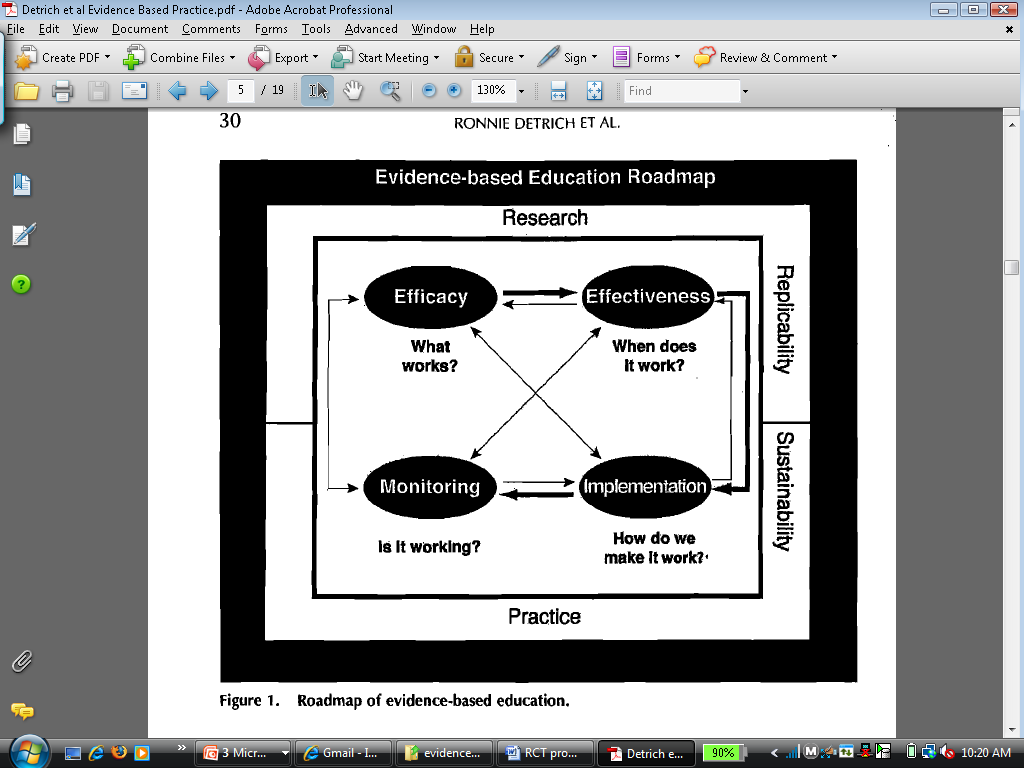 Detrich et al Evidence Based Practice.pdf - Adobe Acrobat Professional
File Edit View Document Comments Forms Tools Advanced Window Help
Create PDF Combine Files Export Start Meeting Secure Sign Forms Review & Comment
5 / 19 130% Find
30 RONNIE DETRICH ET AL.
Evidence-based Education Roadmap
Research
Efficacy
Effectiveness
What
works?
When does
it work?
Replicability
Monitoring
Implementation
Is it working?
How do we
make it work?
Sustainability
Practice
Figure 1. Roadmap of evidence-based education.
3 Micr... Gmail - I... evidence... RCT pro... Detrich e... 90% M 10:20 AM